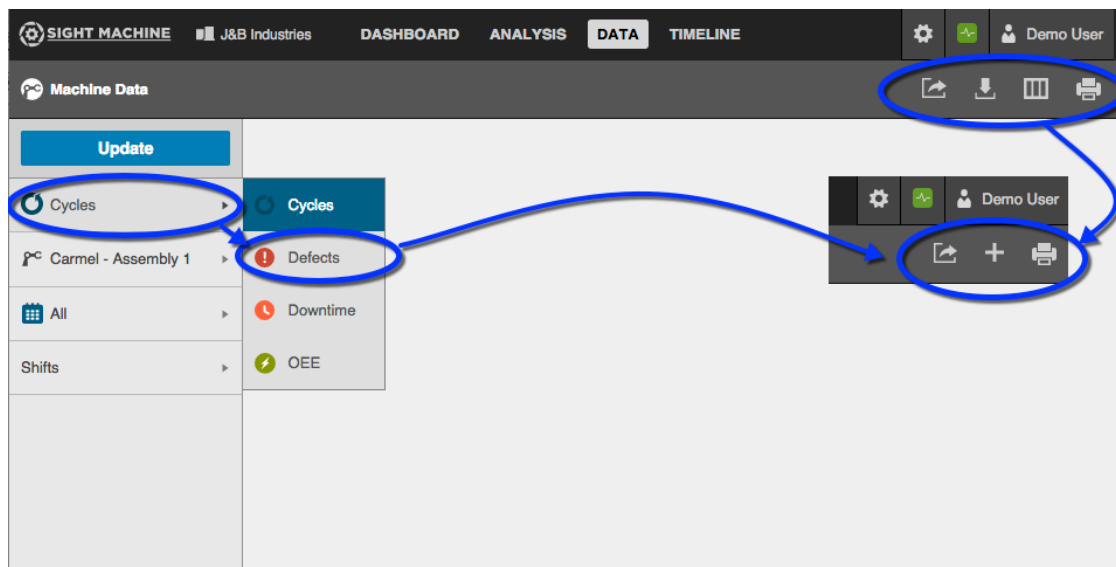 SIGHT MACHINE J&B Industries DASHBOARD ANALYSIS DATA TIMELINE Demo User
Machine Data
Update
Cycles Cycles
Demo User
Carmel - Assembly 1 Defects
All Downtime
Shifts OEE